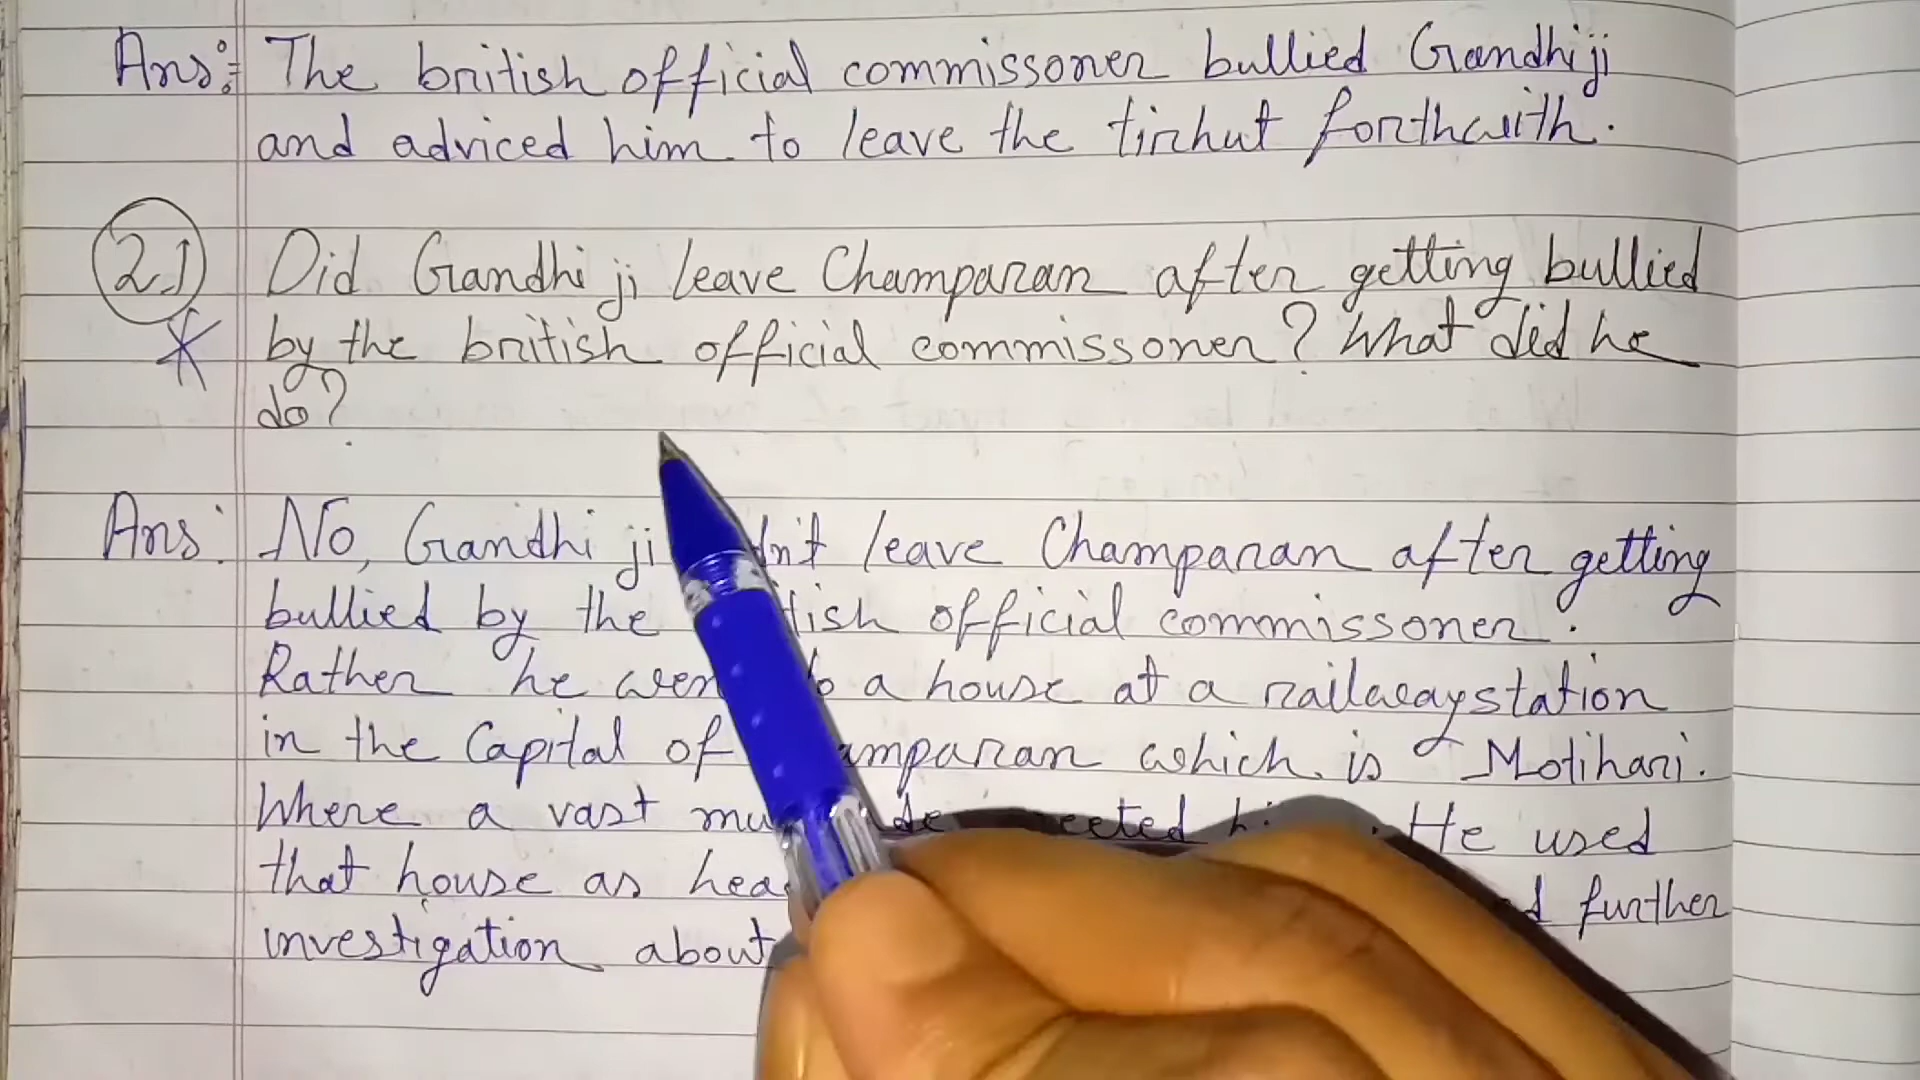 Ans: The british official commissoner bullied Gandhiji
and adviced him to leave the tirhut forthwith.
21) Did Gandhi ji leave Champaran after getting bullied
by the british official commissoner? What did he
do?
Ans: No, Gandhi ji leave Champaran after getting
bullied by the official commissoner.
Rather he to a house at a railwaystation
in the Capital of which is Motihari.
Where a vast He used
that house as further
investigation about